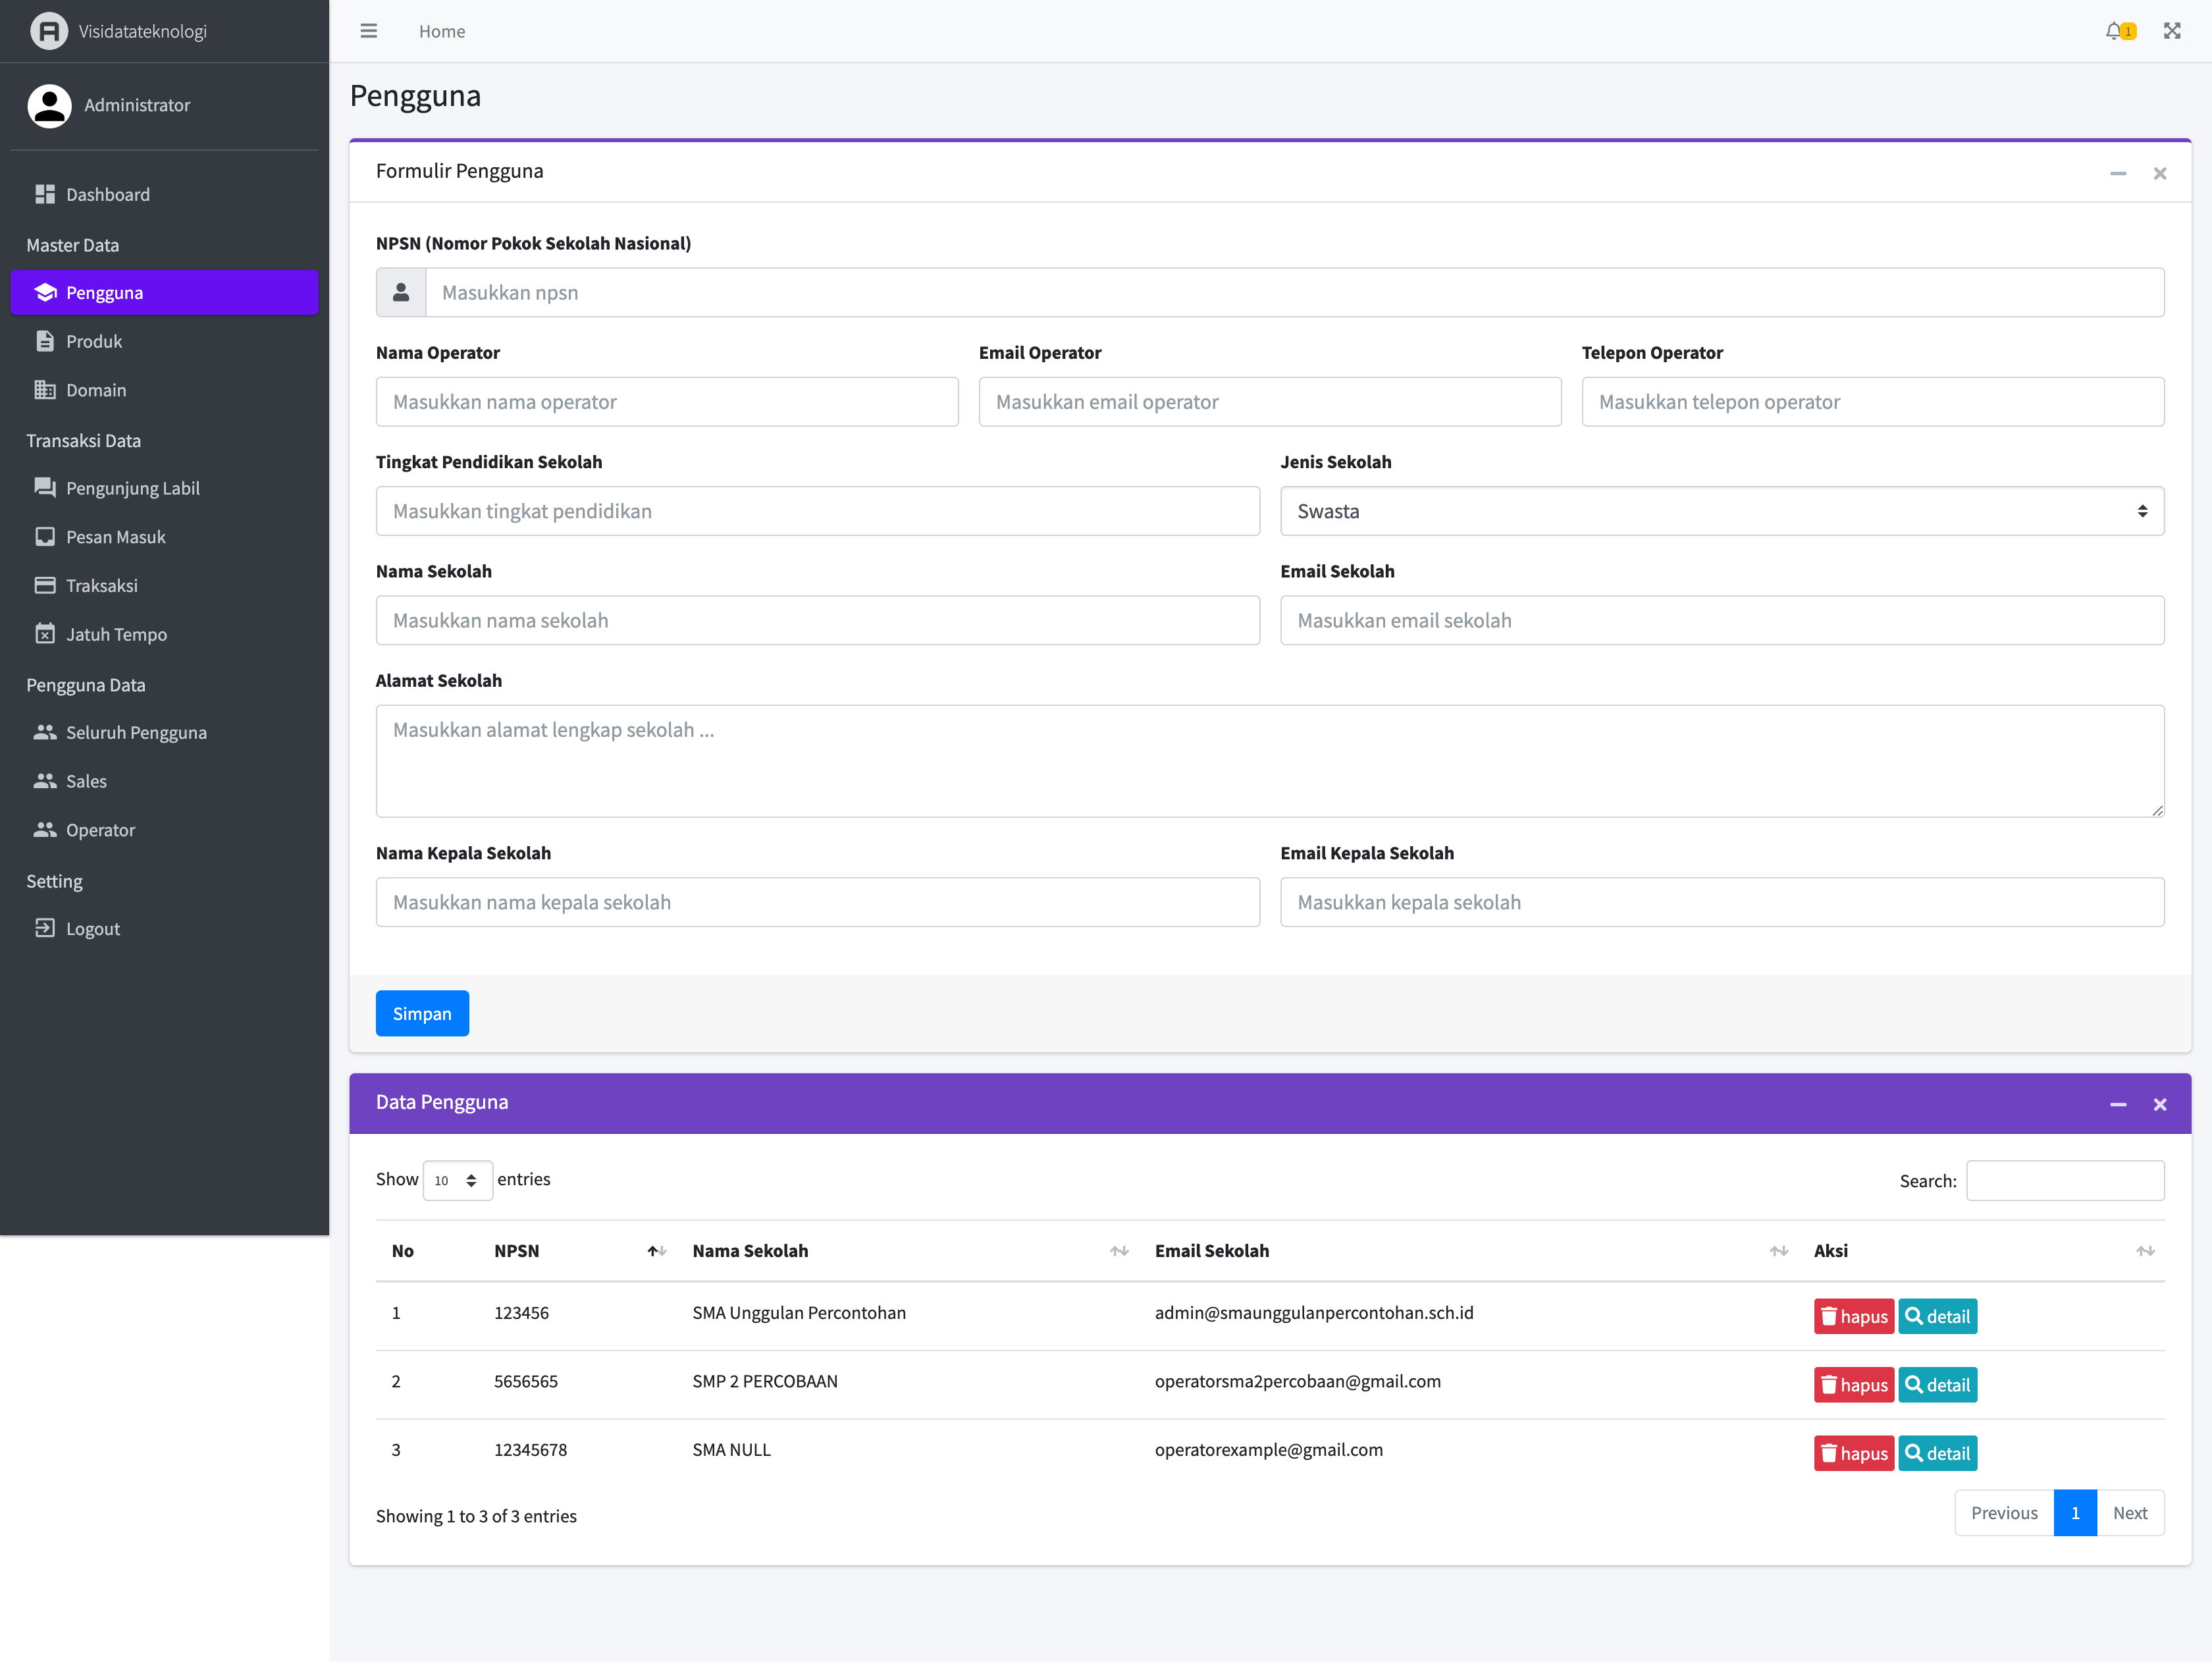 Visidatateknologi
Home
1
Administrator
Pengguna
Dashboard
Master Data
Pengguna
Produk
Domain
Transaksi Data
Pengunjung Labil
Pesan Masuk
Traksaksi
Jatuh Tempo
Pengguna Data
Seluruh Pengguna
Sales
Operator
Setting
Logout
Formulir Pengguna
NPSN (Nomor Pokok Sekolah Nasional)
Masukkan npsn
Nama Operator
Email Operator
Telepon Operator
Masukkan nama operator
Masukkan email operator
Masukkan telepon operator
Tingkat Pendidikan Sekolah
Jenis Sekolah
Masukkan tingkat pendidikan
Swasta
Nama Sekolah
Email Sekolah
Masukkan nama sekolah
Masukkan email sekolah
Alamat Sekolah
Masukkan alamat lengkap sekolah ...
Nama Kepala Sekolah
Email Kepala Sekolah
Masukkan nama kepala sekolah
Masukkan kepala sekolah
Simpan
Data Pengguna
Show 10 entries
Search:
No NPSN Nama Sekolah Email Sekolah Aksi
1 123456 SMA Unggulan Percontohan admin@smaunggulanpercontohan.sch.id hapus detail
2 5656565 SMP 2 PERCOBAAN operatorsma2percobaan@gmail.com hapus detail
3 12345678 SMA NULL operatorexample@gmail.com hapus detail
Showing 1 to 3 of 3 entries
Previous 1 Next